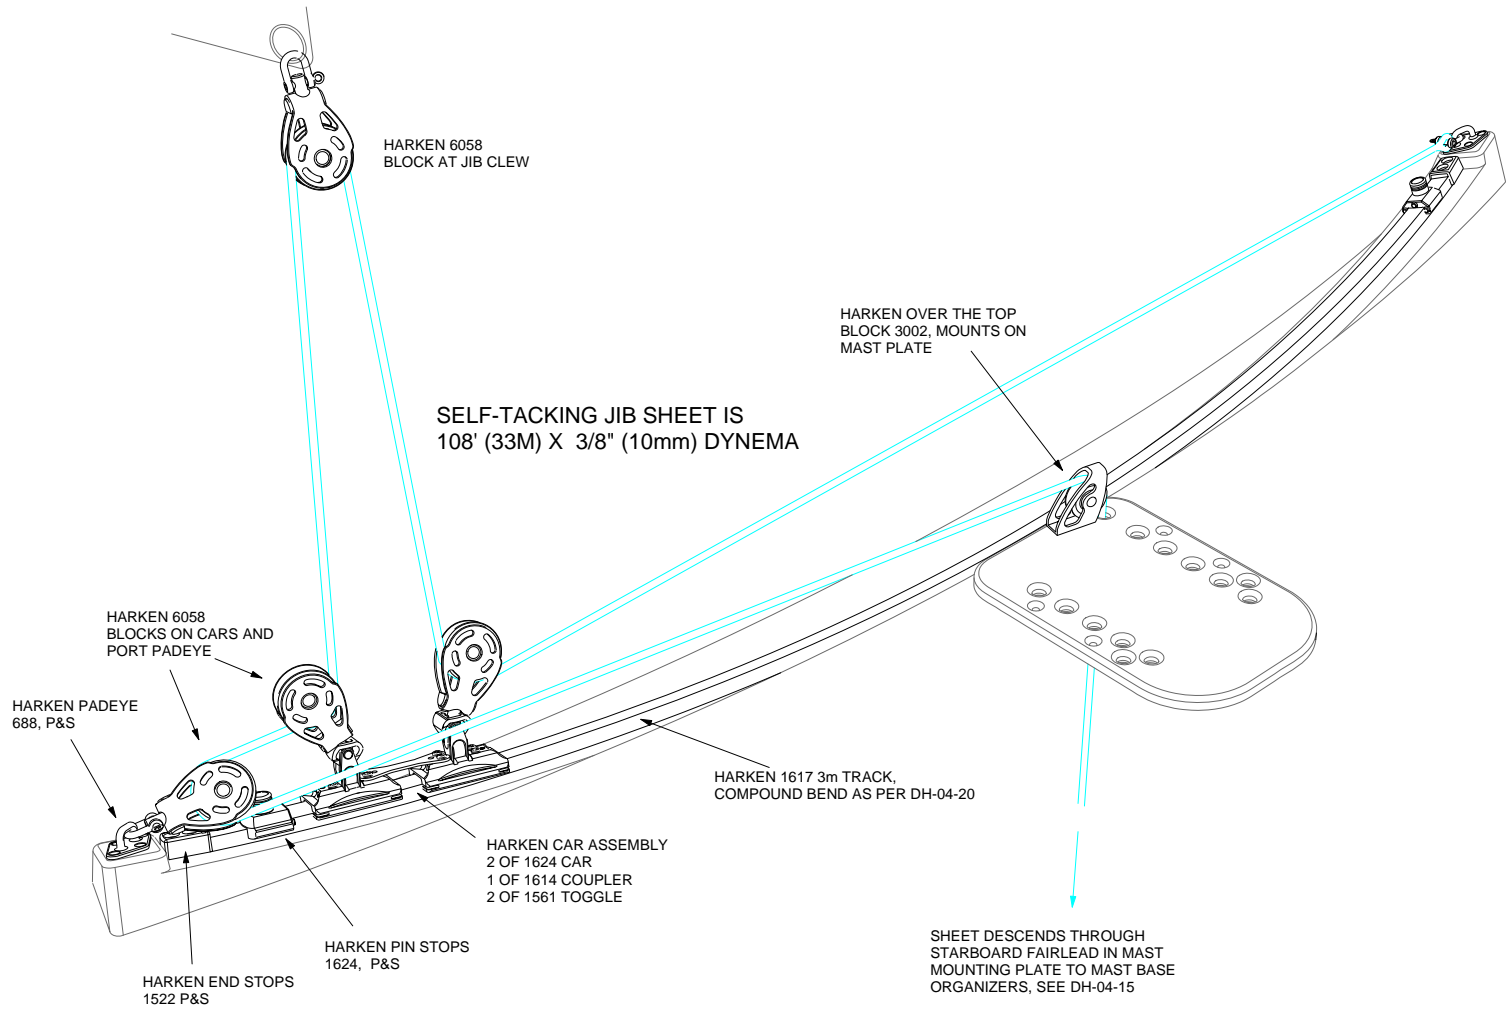 HARKEN 6058
BLOCK AT JIB CLEW
HARKEN OVER THE TOP
BLOCK 3002, MOUNTS ON
MAST PLATE
SELF-TACKING JIB SHEET IS
108' (33M) X 3/8" (10mm) DYNEMA
HARKEN 6058
BLOCKS ON CARS AND
PORT PADEYE
HARKEN PADEYE
688, P&S
HARKEN 1617 3m TRACK,
COMPOUND BEND AS PER DH-04-20
HARKEN CAR ASSEMBLY
2 OF 1624 CAR
1 OF 1614 COUPLER
2 OF 1561 TOGGLE
HARKEN PIN STOPS
1624, P&S
HARKEN END STOPS
1522 P&S
SHEET DESCENDS THROUGH
STARBOARD FAIRLEAD IN MAST
MOUNTING PLATE TO MAST BASE
ORGANIZERS, SEE DH-04-15